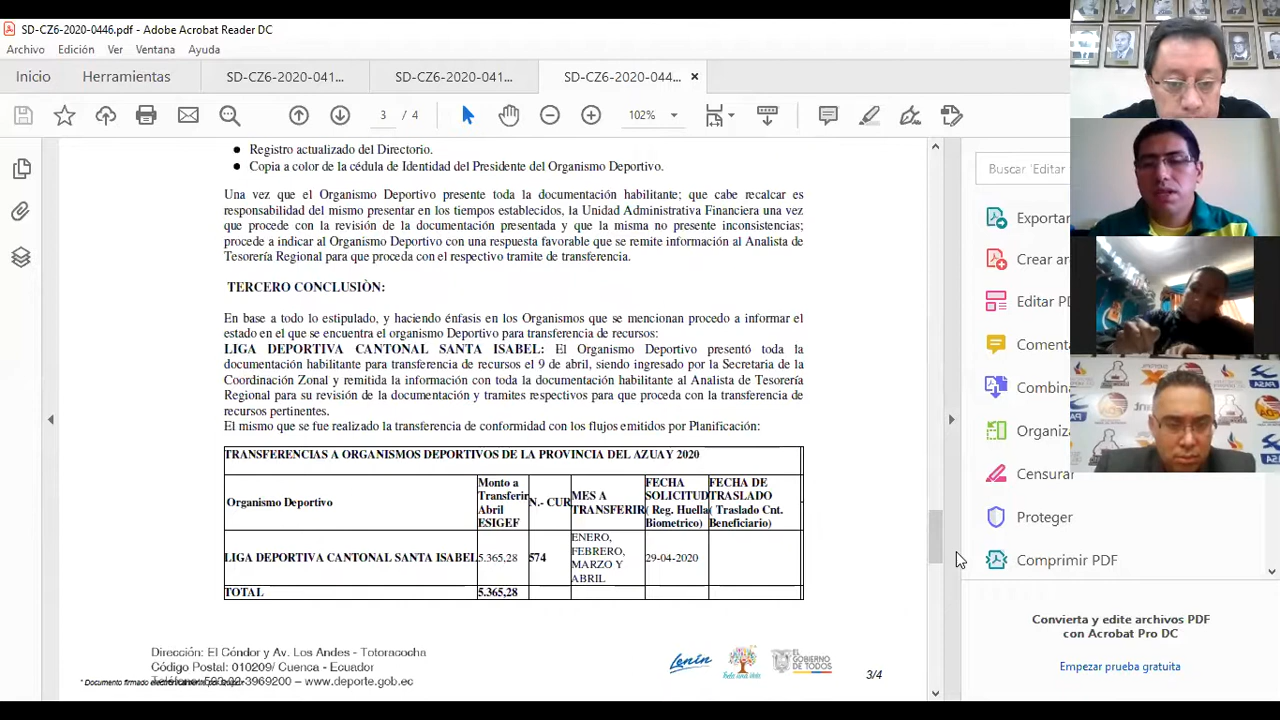 SD-CZ6-2020-0446.pdf - Adobe Acrobat Reader DC
Archivo Edición Ver Ventana Ayuda
Inicio Herramientas SD-CZ6-2020-041... SD-CZ6-2020-041... SD-CZ6-2020-044... ×
3 / 4 102%
Registro actualizado del Directorio.
Copia a color de la cédula de Identidad del Presidente del Organismo Deportivo.
Una vez que el Organismo Deportivo presente toda la documentación habilitante; que cabe recalcar es
responsabilidad del mismo presentar en los tiempos establecidos, la Unidad Administrativa Financiera una vez
que procede con la revisión de la documentación presentada y que la misma no presente inconsistencias;
procede a indicar al Organismo Deportivo con una respuesta favorable que se remite información al Analista de
Tesorería Regional para que proceda con el respectivo tramite de transferencia.
TERCERO CONCLUSIÒN:
En base a todo lo estipulado, y haciendo énfasis en los Organismos que se mencionan procedo a informar el
estado en el que se encuentra el organismo Deportivo para transferencia de recursos:
LIGA DEPORTIVA CANTONAL SANTA ISABEL: El Organismo Deportivo presentó toda la
documentación habilitante para transferencia de recursos el 9 de abril, siendo ingresado por la Secretaria de la
Coordinación Zonal y remitida la información con toda la documentación habilitante al Analista de Tesorería
Regional para su revisión de la documentación y tramites respectivos para que proceda con la transferencia de
recursos pertinentes.
El mismo que se fue realizado la transferencia de conformidad con los flujos emitidos por Planificación:
TRANSFERENCIAS A ORGANISMOS DEPORTIVOS DE LA PROVINCIA DEL AZUAY 2020
Organismo Deportivo
Monto a
Transferir
Abril
ESIGEF
N.- CUR
MES A
TRANSFERIR
FECHA
SOLICITUD
( Reg. Huella
Biometrico)
FECHA DE
TRASLADO
( Traslado Cnt.
Beneficiario)
LIGA DEPORTIVA CANTONAL SANTA ISABEL
5.365,28
574
ENERO,
FEBRERO,
MARZO Y
ABRIL
29-04-2020
TOTAL 5.365,28
Dirección: El Cóndor y Av. Los Andes - Totoracocha
Código Postal: 010209/ Cuenca - Ecuador
593-02-3969200 – www.deporte.gob.ec
* Documento firmado electrónicamente por Quipux
Lenín
Toda una Vida
EL GOBIERNO
DE TODOS
3/4
Buscar 'Editar
Exportar
Crear ar
Editar PD
Comenta
Combin
Organiza
Censurar
Proteger
Comprimir PDF
Convierta y edite archivos PDF
con Acrobat Pro DC
Empezar prueba gratuita